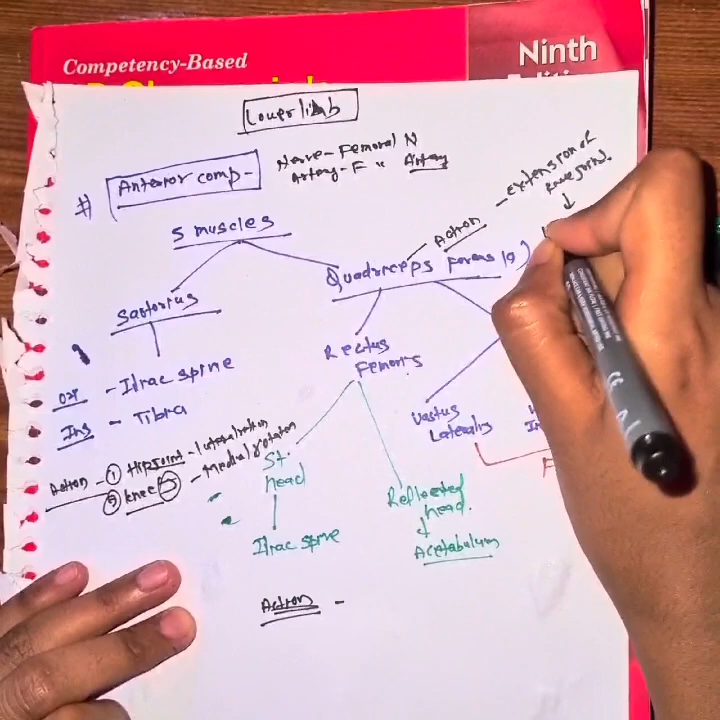 Competency-Based
Ninth
Lower limb
# Anterior comp-
Nerve - Femoral N
Artery - F " Artery
5 muscles
Action - extension of
knee joint.
Quadriceps Femoris (9)
Sartorius
Rectus
Femoris
Ori - Iliac spine
Ins - Tibia
Vastus
Lateralis
Action - ① Hip joint - Lateral rotation
② knee - Medial rotation
St.
head
Reflected
head.
Iliac spine
Acetabulum
Action -